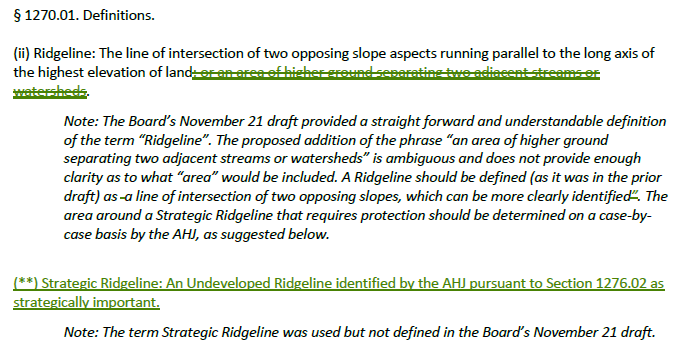 § 1270.01. Definitions.
(ii) Ridgeline: The line of intersection of two opposing slope aspects running parallel to the long axis of
the highest elevation of land; or an area of higher ground separating two adjacent streams or
watersheds.
Note: The Board’s November 21 draft provided a straight forward and understandable definition
of the term “Ridgeline”. The proposed addition of the phrase “an area of higher ground
separating two adjacent streams or watersheds” is ambiguous and does not provide enough
clarity as to what “area” would be included. A Ridgeline should be defined (as it was in the prior
draft) as a line of intersection of two opposing slopes, which can be more clearly identified”. The
area around a Strategic Ridgeline that requires protection should be determined on a case-by-
case basis by the AHJ, as suggested below.
(**) Strategic Ridgeline: An Undeveloped Ridgeline identified by the AHJ pursuant to Section 1276.02 as
strategically important.
Note: The term Strategic Ridgeline was used but not defined in the Board’s November 21 draft.